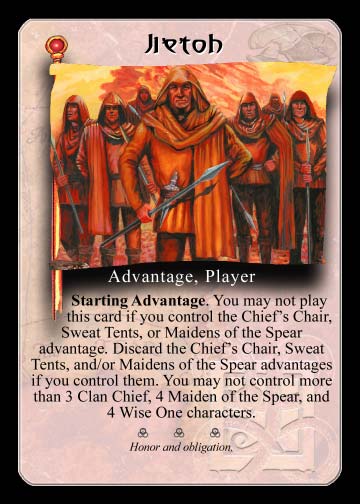 Ji'e'toh
Advantage, Player
Starting Advantage. You may not play
this card if you control the Chief's Chair,
Sweat Tents, or Maidens of the Spear
advantage. Discard the Chief's Chair, Sweat
Tents, and/or Maidens of the Spear advantages
if you control them. You may not control more
than 3 Clan Chief, 4 Maiden of the Spear, and
4 Wise One characters.
Honor and obligation.